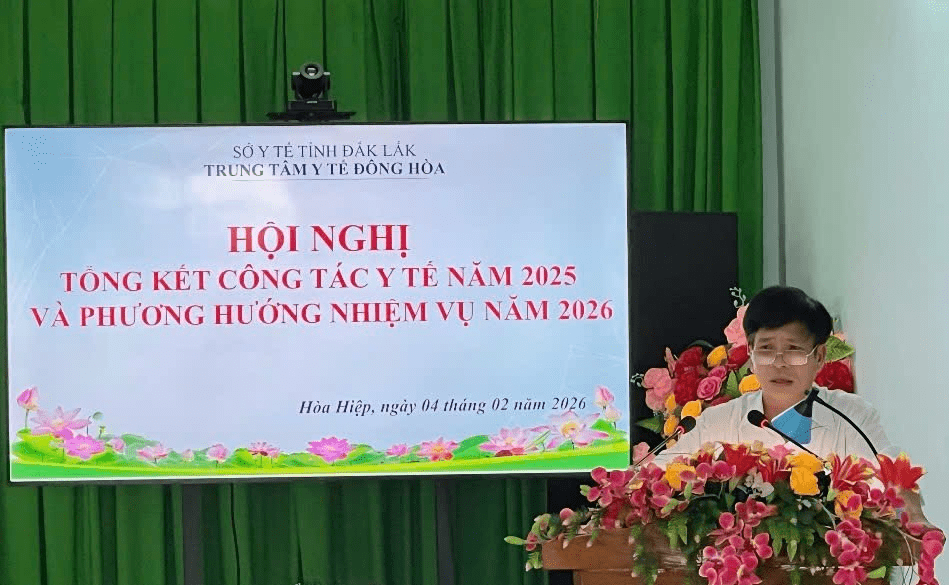 SỞ Y TẾ TỈNH ĐẮK LẮK
TRUNG TÂM Y TẾ ĐÔNG HÒA
HỘI NGHỊ
TỔNG KẾT CÔNG TÁC Y TẾ NĂM 2025
VÀ PHƯƠNG HƯỚNG NHIỆM VỤ NĂM 2026
Hòa Hiệp, ngày 04 tháng 02 năm 2026